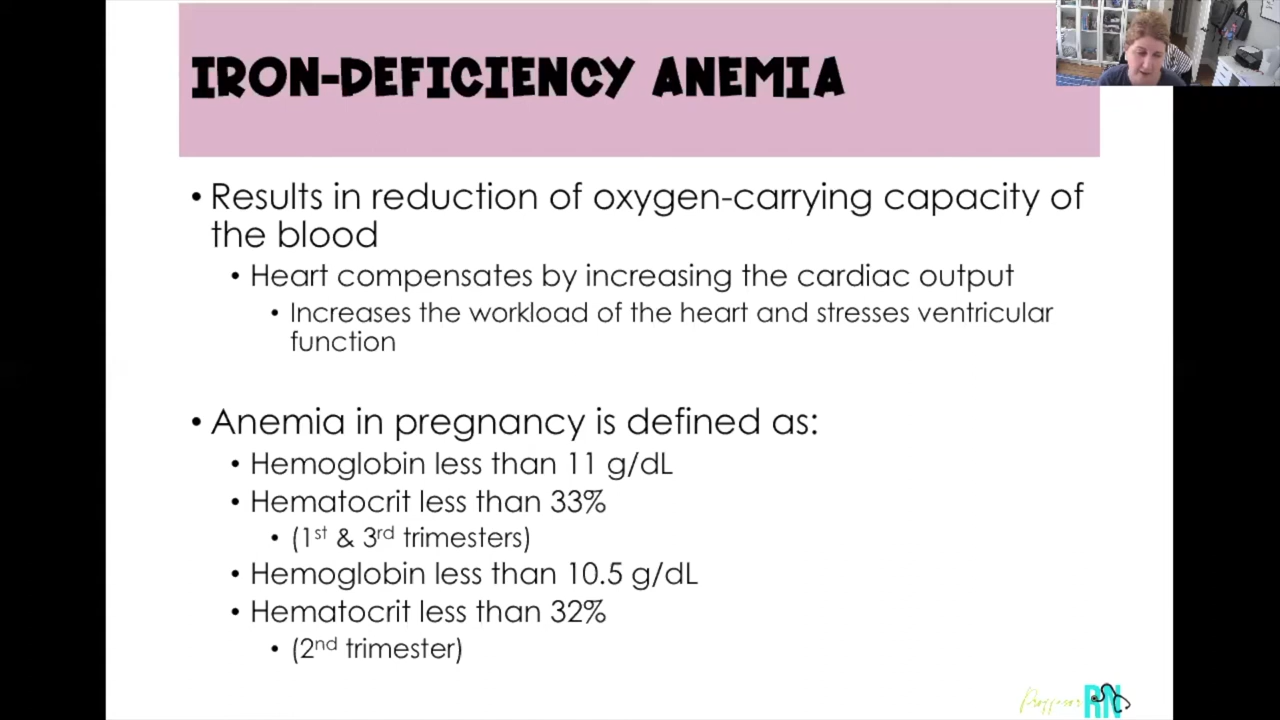 IRON-DEFICIENCY ANEMIA
• Results in reduction of oxygen-carrying capacity of
the blood
• Heart compensates by increasing the cardiac output
• Increases the workload of the heart and stresses ventricular
function
• Anemia in pregnancy is defined as:
• Hemoglobin less than 11 g/dL
• Hematocrit less than 33%
• (1st & 3rd trimesters)
• Hemoglobin less than 10.5 g/dL
• Hematocrit less than 32%
• (2nd trimester)
Professor RN